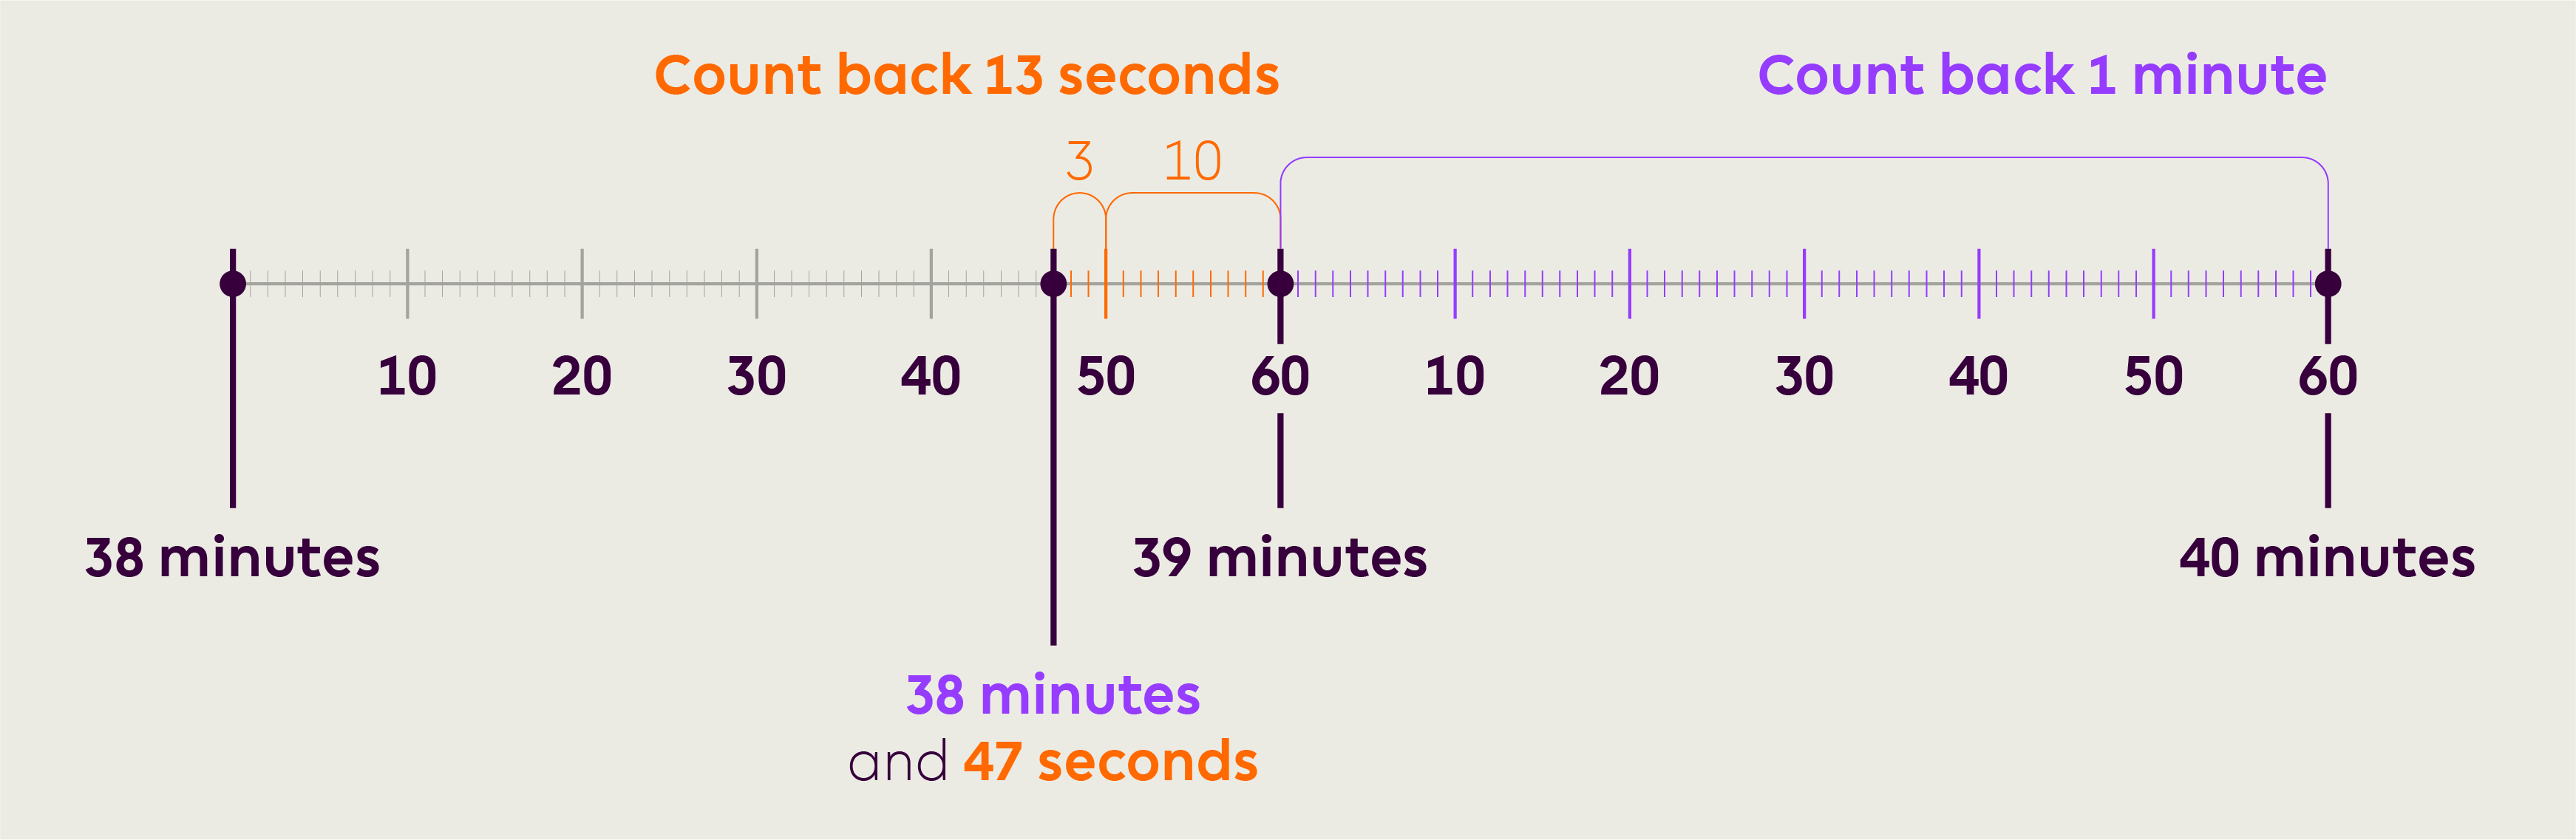 Count back 13 seconds
Count back 1 minute
3 10
10 20 30 40 50 60 10 20 30 40 50 60
38 minutes
39 minutes
40 minutes
38 minutes
and 47 seconds